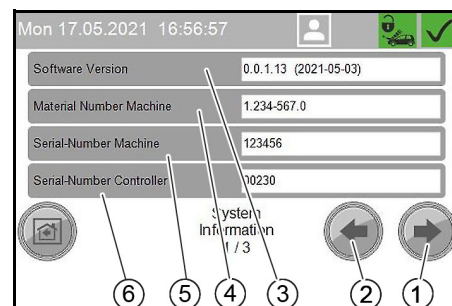 Mon 17.05.2021 16:56:57
Software Version 0.0.1.13 (2021-05-03)
Material Number Machine 1.234-567.0
Serial-Number Machine 123456
Serial-Number Controller 00230
System
Information
1 / 3
6 5 4 3 2 1